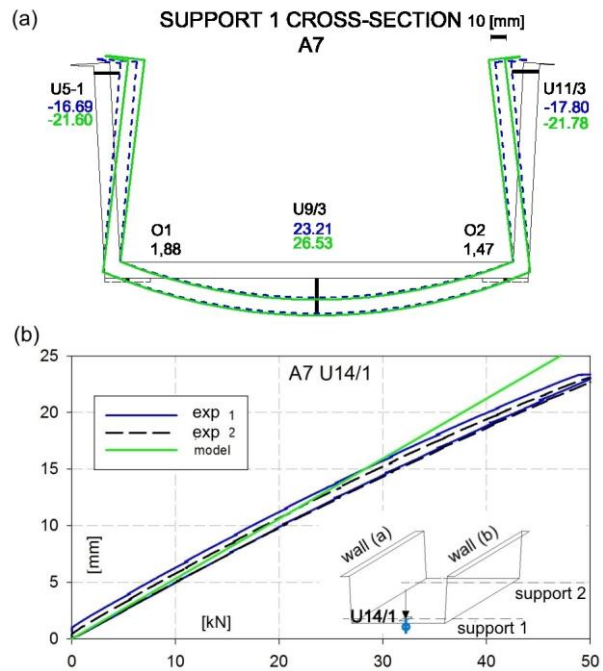 (a)
SUPPORT 1 CROSS-SECTION 10 [mm]
A7
U5-1
-16.69
-21.60
U11/3
-17.80
-21.78
U9/3
23.21
26.53
O1
1,88
O2
1,47
(b)
A7 U14/1
25
20
15
10
5
0
[mm]
exp 1
exp 2
model
wall (a)
wall (b)
support 2
U14/1
support 1
[kN]
0
10
20
30
40
50